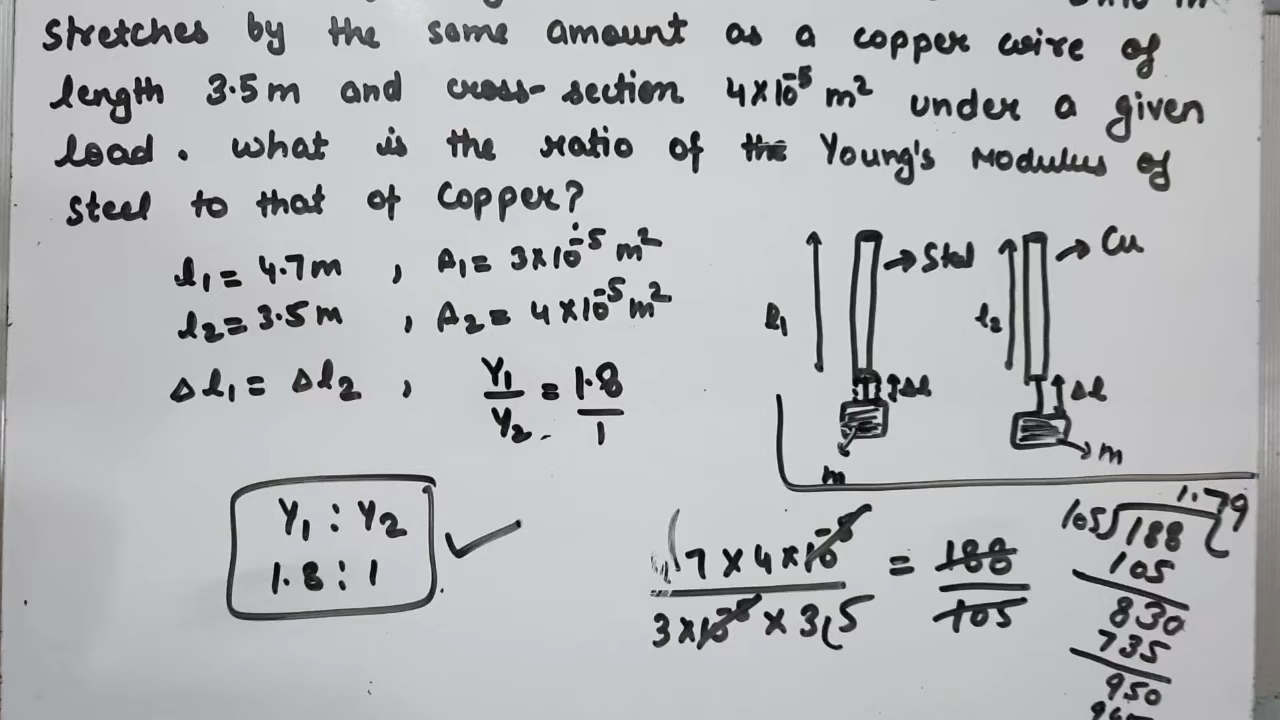 stretches by the same amount as a copper wire of
length 3.5m and cross-section 4×10⁻⁵ m² under a given
load. what is the ratio of the Young's Modulus of
steel to that of Copper?
l₁ = 4.7m , A₁ = 3×10⁻⁵ m²
l₂ = 3.5m , A₂ = 4×10⁻⁵ m²
Δl₁ = Δl₂ , Y₁/Y₂ = 1.8/1
Y₁ : Y₂
1.8 : 1
l₁
→ Stel
Δl
m
l₂
→ Cu
Δl
m
7 × 4×10⁻⁵ / 3×10⁻⁵ × 3.5 = 188/105
1.79
105)188(
105
830
735
950